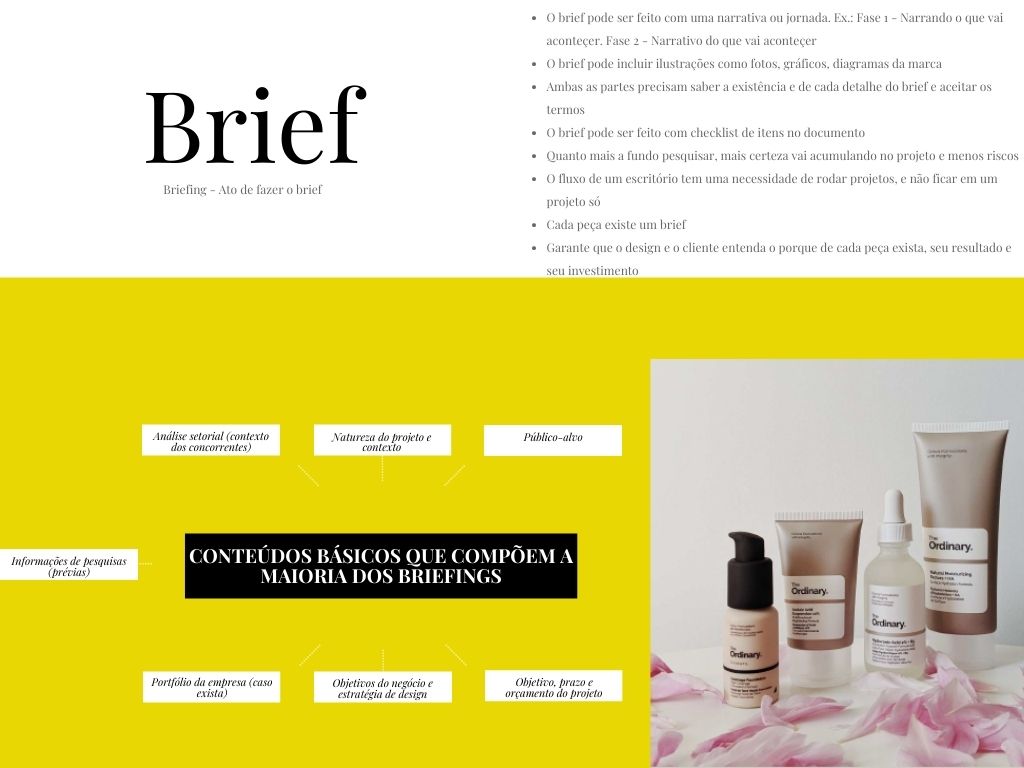 Brief
Briefing - Ato de fazer o brief
O brief pode ser feito com uma narrativa ou jornada. Ex.: Fase 1 - Narrando o que vai
aconteçer. Fase 2 - Narrativo do que vai aconteçer
O brief pode incluir ilustrações como fotos, gráficos, diagramas da marca
Ambas as partes precisam saber a existência e de cada detalhe do brief e aceitar os
termos
O brief pode ser feito com checklist de itens no documento
Quanto mais a fundo pesquisar, mais certeza vai acumulando no projeto e menos riscos
O fluxo de um escritório tem uma necessidade de rodar projetos, e não ficar em um
projeto só
Cada peça existe um brief
Garante que o design e o cliente entenda o porque de cada peça exista, seu resultado e
seu investimento
Análise setorial (contexto
dos concorrentes)
Natureza do projeto e
contexto
Público-alvo
Informações de pesquisas
(prévias)
CONTEÚDOS BÁSICOS QUE COMPÕEM A
MAIORIA DOS BRIEFINGS
Portfólio da empresa (caso
exista)
Objetivos do negócio e
estratégia de design
Objetivo, prazo e
orçamento do projeto
The
Ordinary.
The
Ordinary.
The
Ordinary.
The
Ordinary.
Natural Moisturizing
Factors + HA